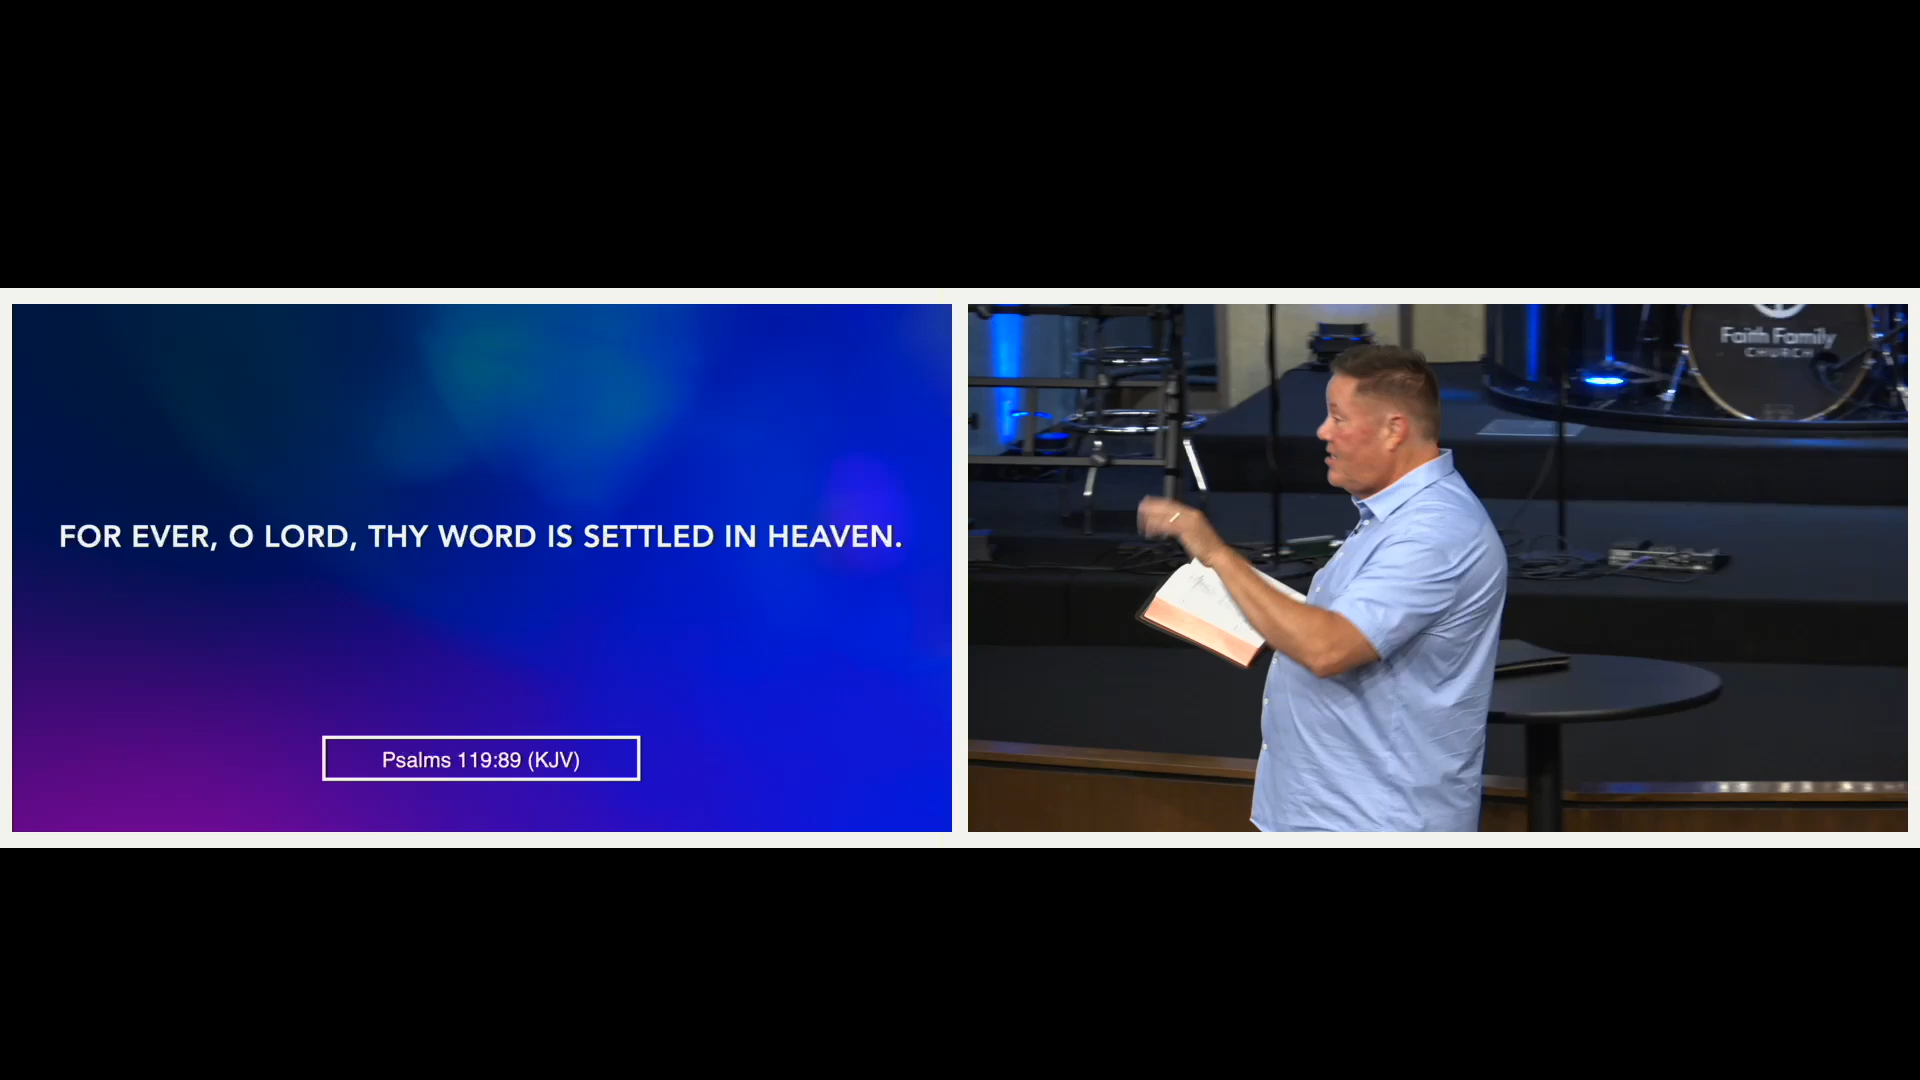 FOR EVER, O LORD, THY WORD IS SETTLED IN HEAVEN.
Psalms 119:89 (KJV)
Faith Family
CHURCH